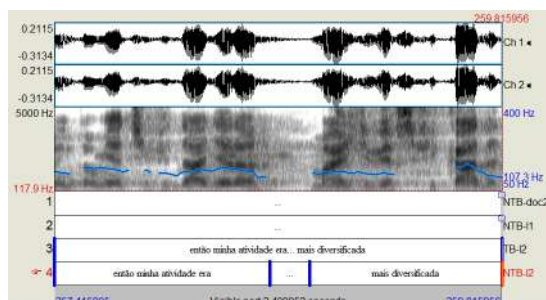 259.815956
0.2115
-0.3134
Ch 1
0.2115
-0.3134
Ch 2
5000 Hz 400 Hz
117.9 Hz 107.3 Hz
50 Hz
1 ... NTB-doc2
2 ... NTB-I1
3 então minha atividade era... mais diversificada TB-I2
4 então minha atividade era ... mais diversificada NTB-I2